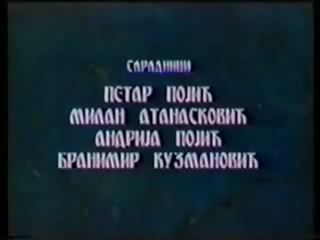 САРАДНИЦИ
ПЕТАР ПОЈИЋ
МИЛАН АТАНАСКОВИЋ
АНДРИЈА ПОЈИЋ
БРАНИМИР КУЗМАНОВИЋ